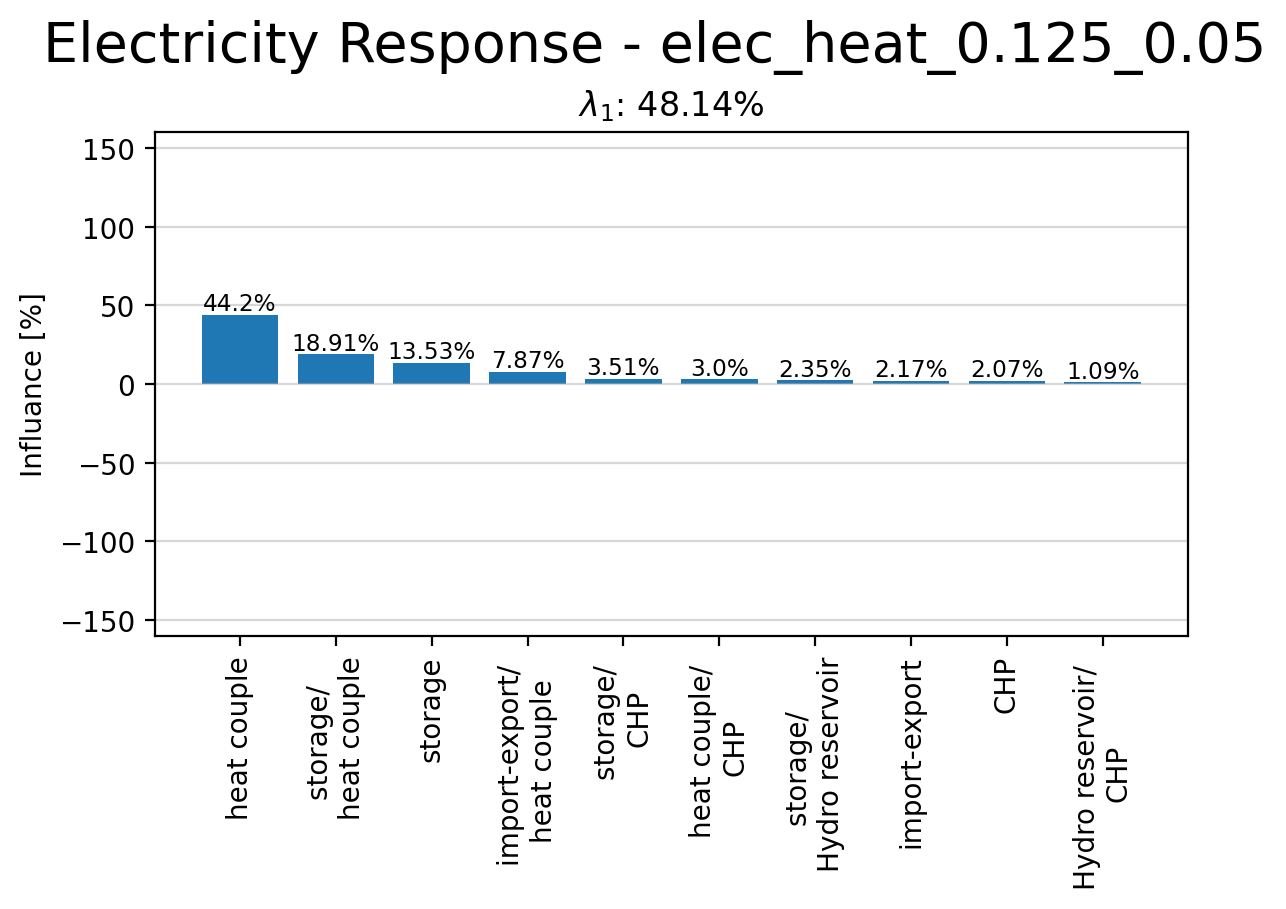 Electricity Response - elec_heat_0.125_0.05
λ₁: 48.14%
Influance [%]
150
100
50
0
−50
−100
−150
44.2%
18.91%
13.53%
7.87%
3.51%
3.0%
2.35%
2.17%
2.07%
1.09%
heat couple
storage/
heat couple
storage
import-export/
heat couple
storage/
CHP
heat couple/
CHP
storage/
Hydro reservoir
import-export
CHP
Hydro reservoir/
CHP